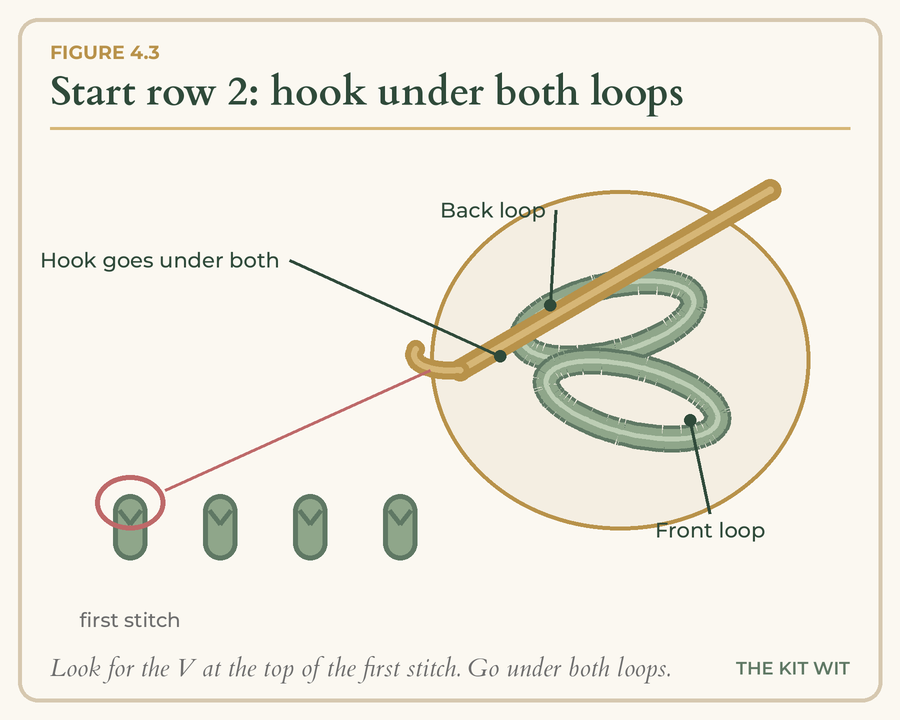 FIGURE 4.3
Start row 2: hook under both loops
Back loop
Hook goes under both
Front loop
first stitch
Look for the V at the top of the first stitch. Go under both loops.
THE KIT WIT